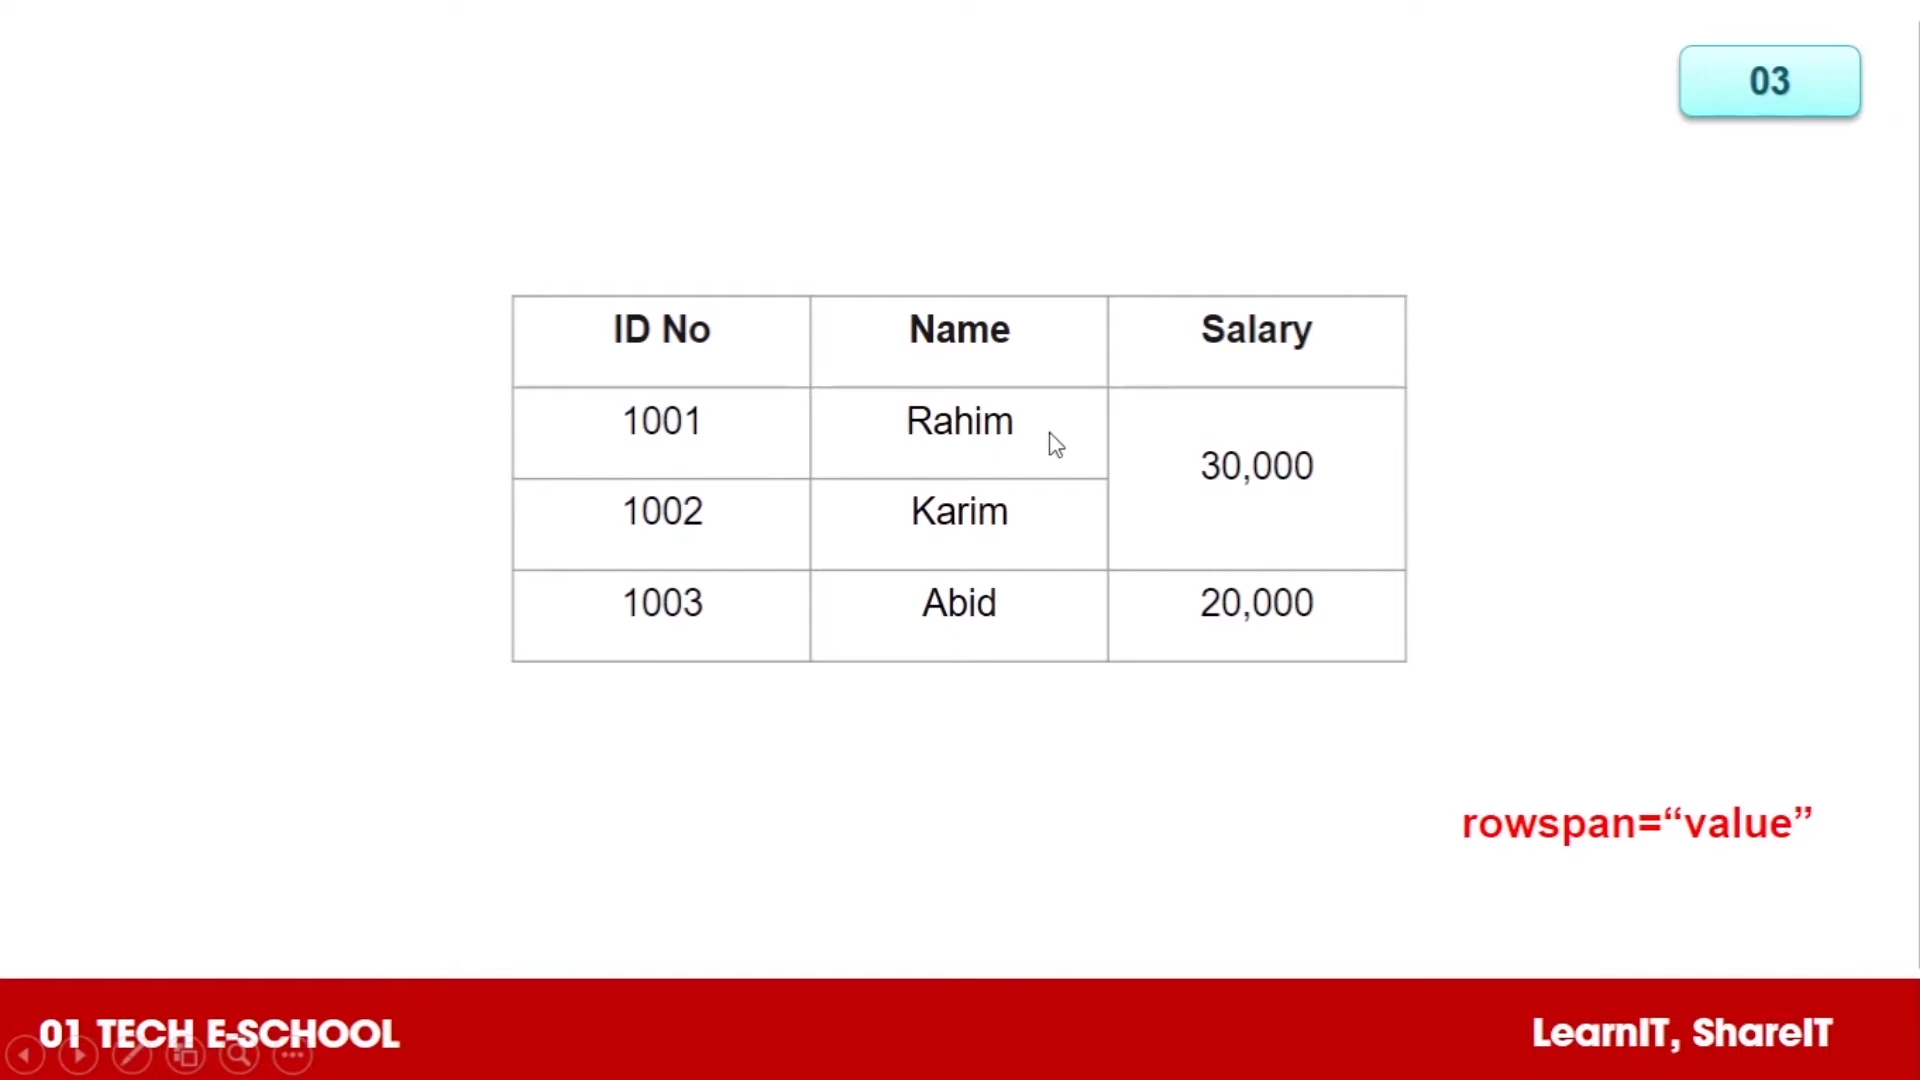 03
ID No Name Salary
1001 Rahim 30,000
1002 Karim
1003 Abid 20,000
rowspan=“value”
01 TECH E-SCHOOL LearnIT, ShareIT